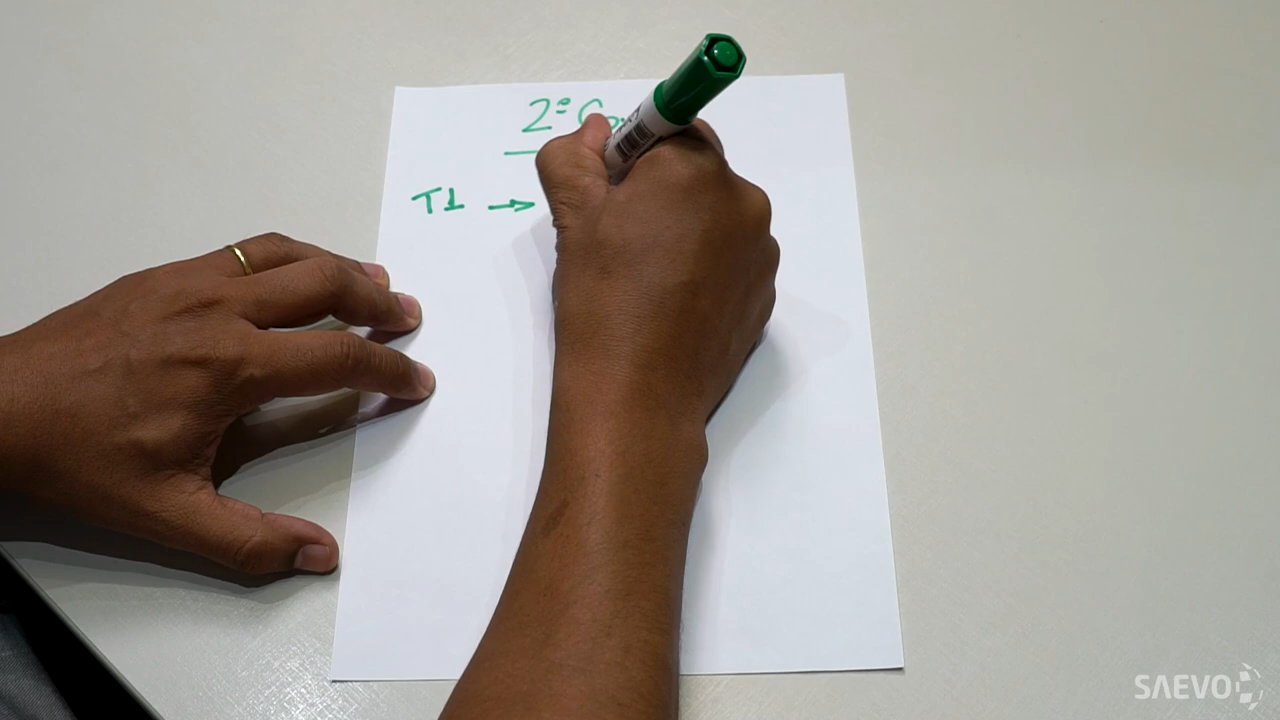 2º
T1 →
SAEVO